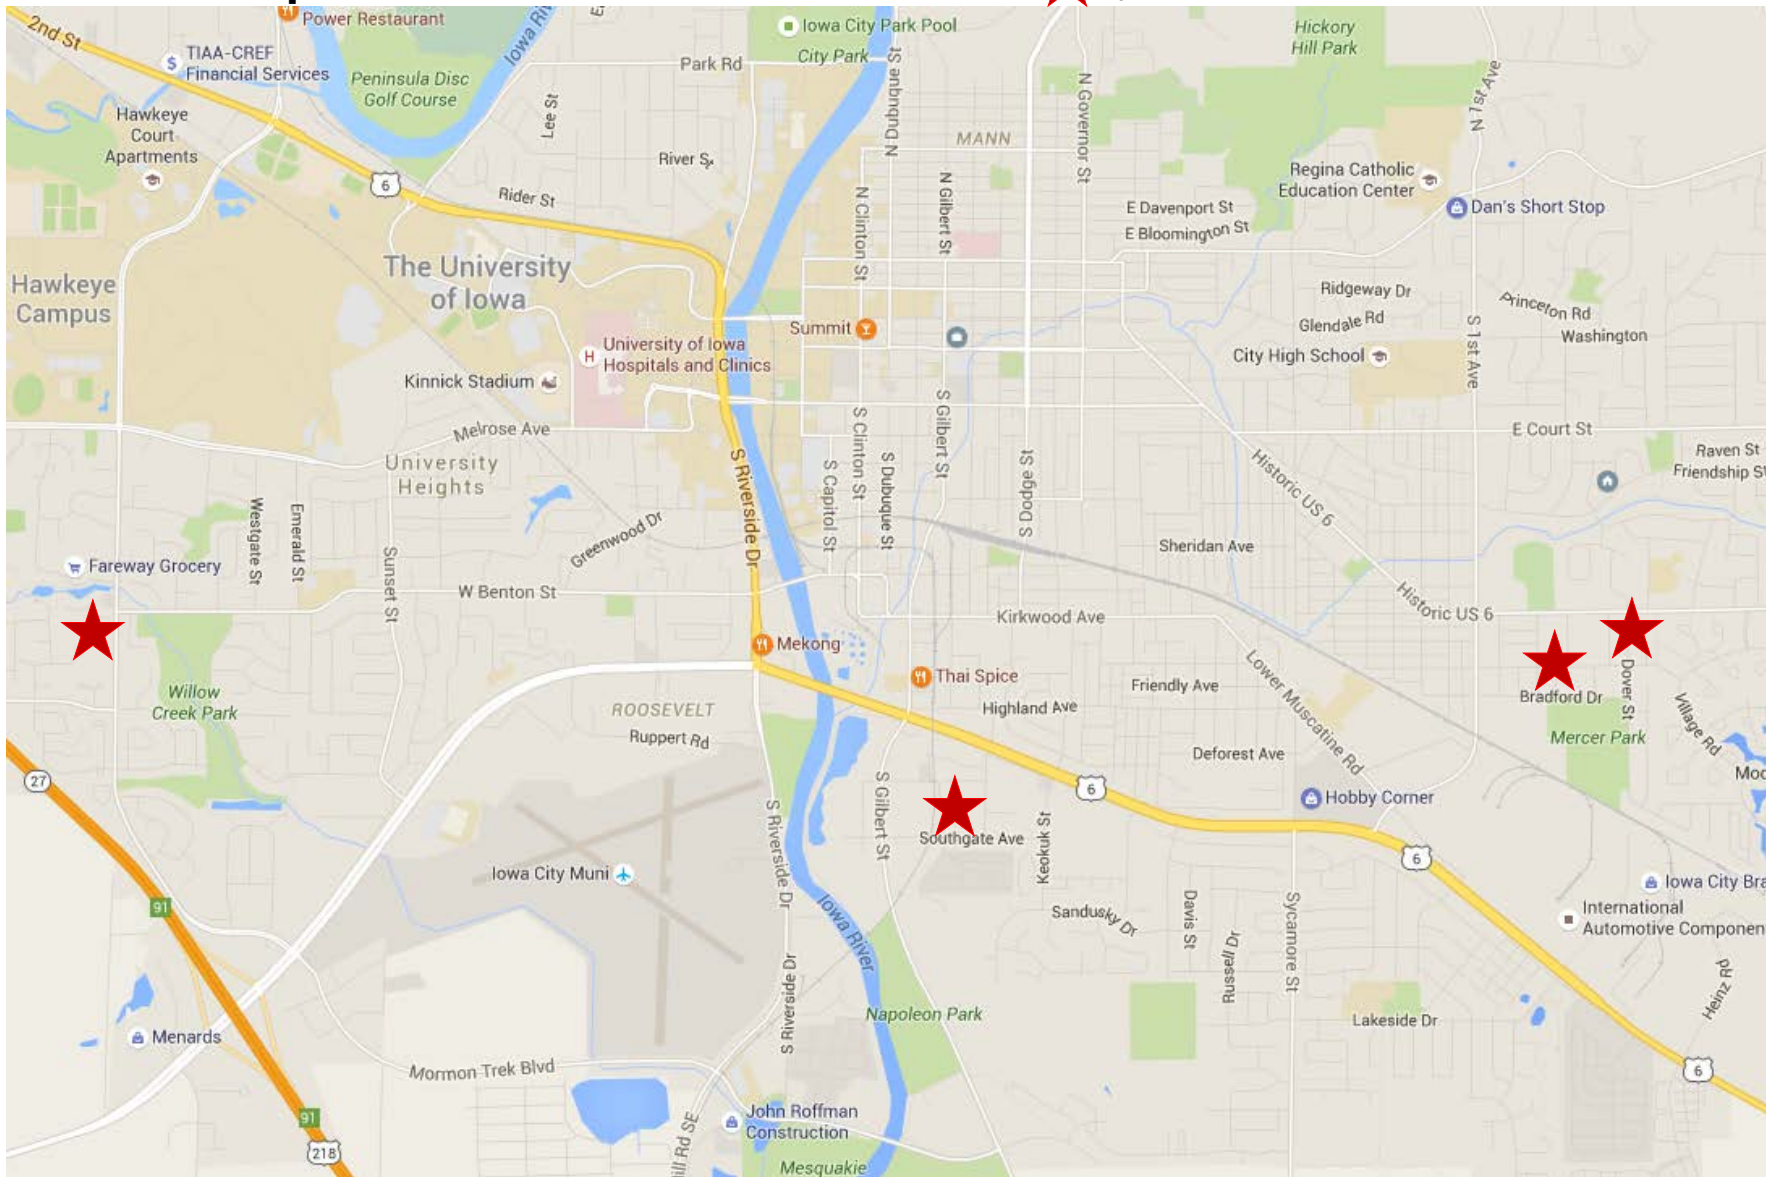 Power Restaurant
2nd St
TIAA-CREF
Financial Services
Peninsula Disc
Golf Course
Iowa Riv
Iowa City Park Pool
City Park
Park Rd
Hickory
Hill Park
N 1st Ave
Hawkeye
Court
Apartments
Lee St
N Dubuque St
N Governor St
MANN
River St
6
Rider St
N Clinton St
N Gilbert St
Regina Catholic
Education Center
Dan's Short Stop
E Davenport St
E Bloomington St
The University
of Iowa
Hawkeye
Campus
Ridgeway Dr
Princeton Rd
Glendale Rd
Washington
Summit
H
University of Iowa
Hospitals and Clinics
City High School
S 1st Ave
Kinnick Stadium
S Clinton St
S Gilbert St
Melrose Ave
E Court St
University
Heights
S Riverside Dr
S Capitol St
S Dubuque St
S Dodge St
Historic US 6
Raven St
Friendship St
Westgate St
Emerald St
Greenwood Dr
Sunset St
Sheridan Ave
Fareway Grocery
W Benton St
Kirkwood Ave
Historic US 6
Mekong
Thai Spice
Lower Muscatine Rd
Friendly Ave
Bradford Dr
Dover St
Village Rd
Willow
Creek Park
ROOSEVELT
Highland Ave
Ruppert Rd
Mercer Park
Deforest Ave
Moo
27
6
Hobby Corner
S Riverside Dr
S Gilbert St
Southgate Ave
Keokuk St
6
Iowa City Muni
Iowa City Bra
91
International
Automotive Componen
Iowa River
Sandusky Dr
Davis St
Russell Dr
Sycamore St
Heinz Rd
S Riverside Dr
Napoleon Park
Lakeside Dr
Menards
Mormon Trek Blvd
6
91
218
John Roffman
Construction
ill Rd SE
Mesquakie